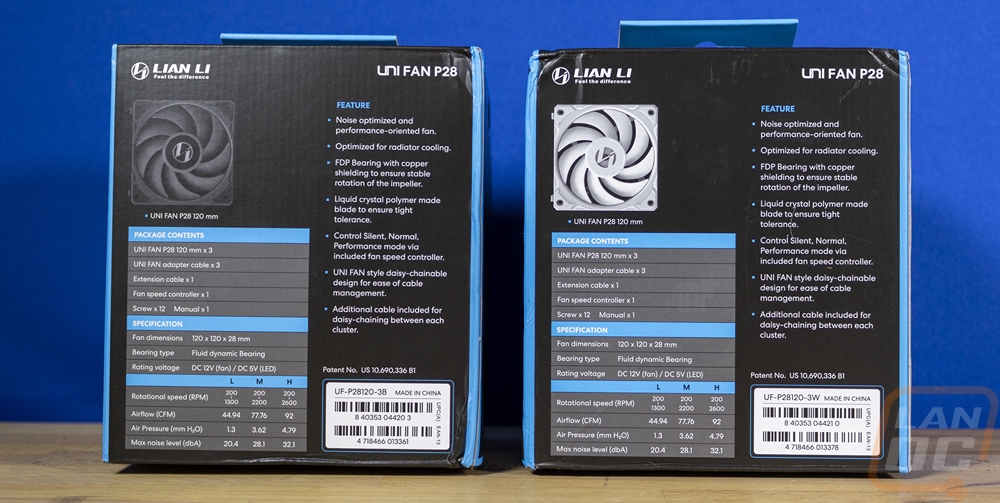 LIAN LI
Feel the difference
UNI FAN P28
FEATURE
Noise optimized and
performance-oriented fan.
Optimized for radiator cooling.
FDP Bearing with copper
shielding to ensure stable
rotation of the impeller.
Liquid crystal polymer made
blade to ensure tight
tolerance.
Control Silent, Normal,
Performance mode via
included fan speed controller.
UNI FAN style daisy-chainable
design for ease of cable
management.
Additional cable included for
daisy-chaining between each
cluster.
UNI FAN P28 120 mm
PACKAGE CONTENTS
UNI FAN P28 120 mm x 3
UNI FAN adapter cable x 3
Extension cable x 1
Fan speed controller x 1
Screw x 12 Manual x 1
SPECIFICATION
Fan dimensions 120 x 120 x 28 mm
Bearing type Fluid dynamic Bearing
Rating voltage DC 12V (fan) / DC 5V (LED)
L M H
Rotational speed (RPM) 200 200 200
1300 2200 2600
Airflow (CFM) 44.94 77.76 92
Air Pressure (mm H₂O) 1.3 3.62 4.79
Max noise level (dbA) 20.4 28.1 32.1
Patent No. US 10,690,336 B1
UF-P28120-3B MADE IN CHINA
8 40353 04420 3
UPC(A)
4 718466 013361
EAN-13
LIAN LI
Feel the difference
UNI FAN P28
FEATURE
Noise optimized and
performance-oriented fan.
Optimized for radiator cooling.
FDP Bearing with copper
shielding to ensure stable
rotation of the impeller.
Liquid crystal polymer made
blade to ensure tight
tolerance.
Control Silent, Normal,
Performance mode via
included fan speed controller.
UNI FAN style daisy-chainable
design for ease of cable
management.
Additional cable included for
daisy-chaining between each
cluster.
UNI FAN P28 120 mm
PACKAGE CONTENTS
UNI FAN P28 120 mm x 3
UNI FAN adapter cable x 3
Extension cable x 1
Fan speed controller x 1
Screw x 12 Manual x 1
SPECIFICATION
Fan dimensions 120 x 120 x 28 mm
Bearing type Fluid dynamic Bearing
Rating voltage DC 12V (fan) / DC 5V (LED)
L M H
Rotational speed (RPM) 200 200 200
1300 2200 2600
Airflow (CFM) 44.94 77.76 92
Air Pressure (mm H₂O) 1.3 3.62 4.79
Max noise level (dbA) 20.4 28.1 32.1
Patent No. US 10,690,336 B1
UF-P28120-3W MADE IN CHINA
8 40353 04421 0
UPC(A)
4 718466 013378
EAN-13
LAN
OC